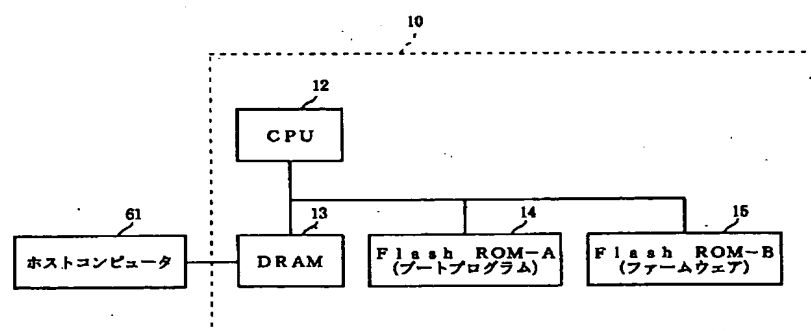 10
12
CPU
61
13
14
15
ホストコンピュータ
DRAM
Flash ROM-A
(ブートプログラム)
Flash ROM-B
(ファームウェア)